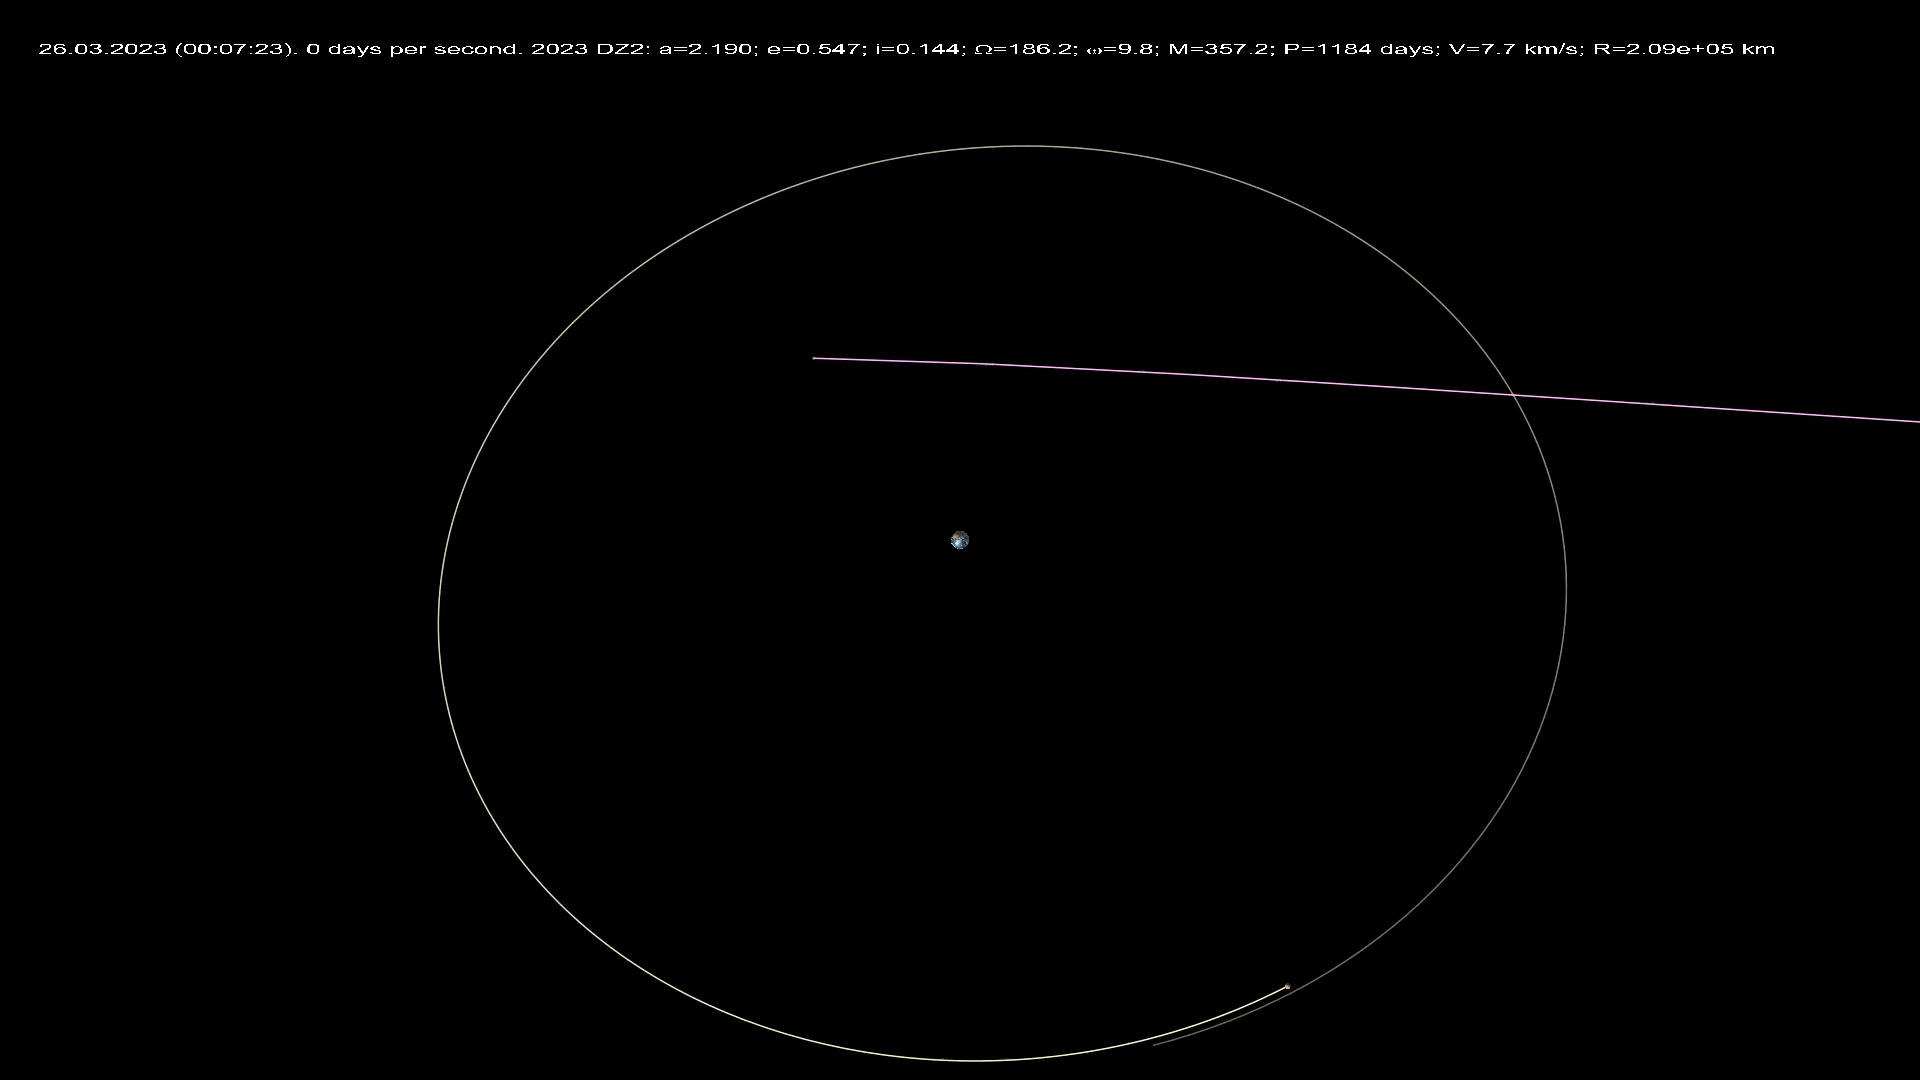 26.03.2023 (00:07:23). 0 days per second. 2023 DZ2: a=2.190; e=0.547; i=0.144; Ω=186.2; ω=9.8; M=357.2; P=1184 days; V=7.7 km/s; R=2.09e+05 km